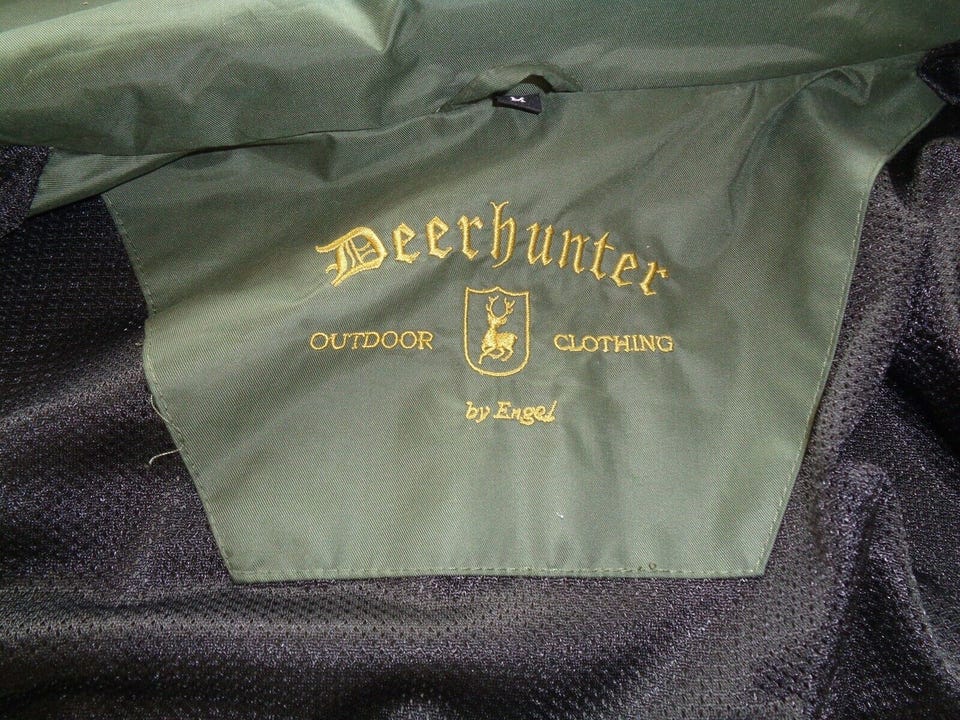 Deerhunter
OUTDOOR CLOTHING
by Engel